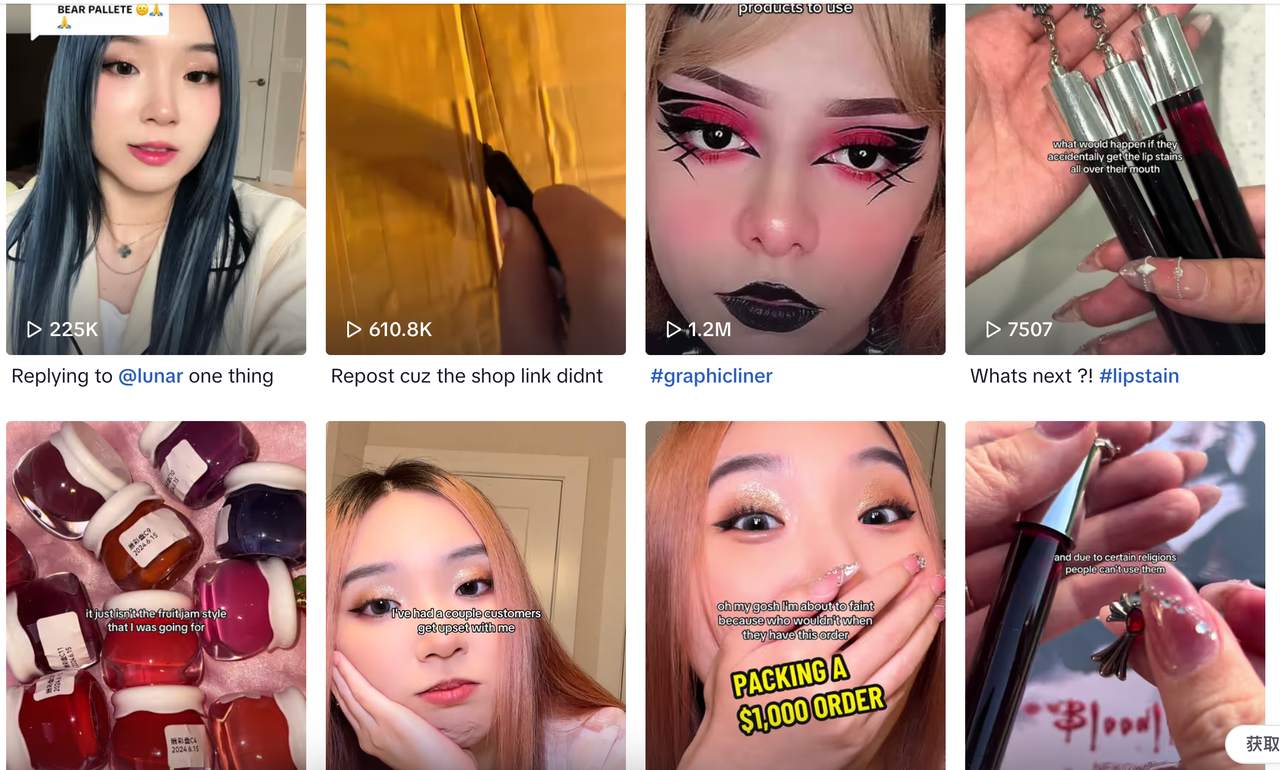 BEAR PALLETE 🥺🙏
🙏
products to use
what would happen if they
accidentally get the lip stains
all over their mouth
225K
610.8K
1.2M
7507
Replying to @lunar one thing
Repost cuz the shop link didnt
#graphicliner
Whats next ?! #lipstain
2024.6.15
it just isn't the fruit jam style
that I was going for
2024.6.15
I've had a couple customers
get upset with me
oh my gosh I'm about to faint
because who wouldn't when
they have this order
PACKING A
$1,000 ORDER
and due to certain religions
people can't use them
Blood
获取